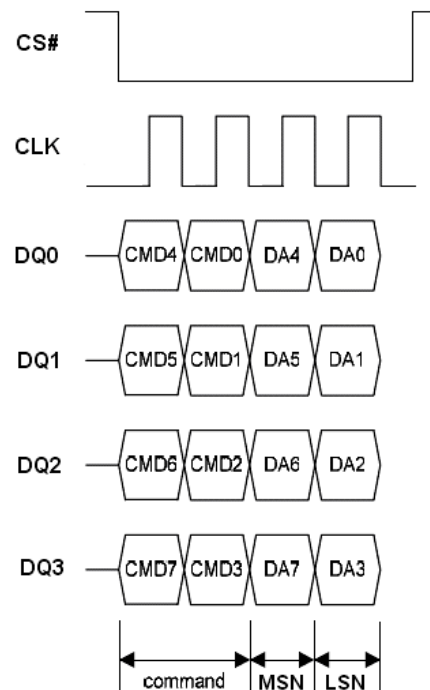 CS#
CLK
DQ0 CMD4 CMD0 DA4 DA0
DQ1 CMD5 CMD1 DA5 DA1
DQ2 CMD6 CMD2 DA6 DA2
DQ3 CMD7 CMD3 DA7 DA3
command MSN LSN